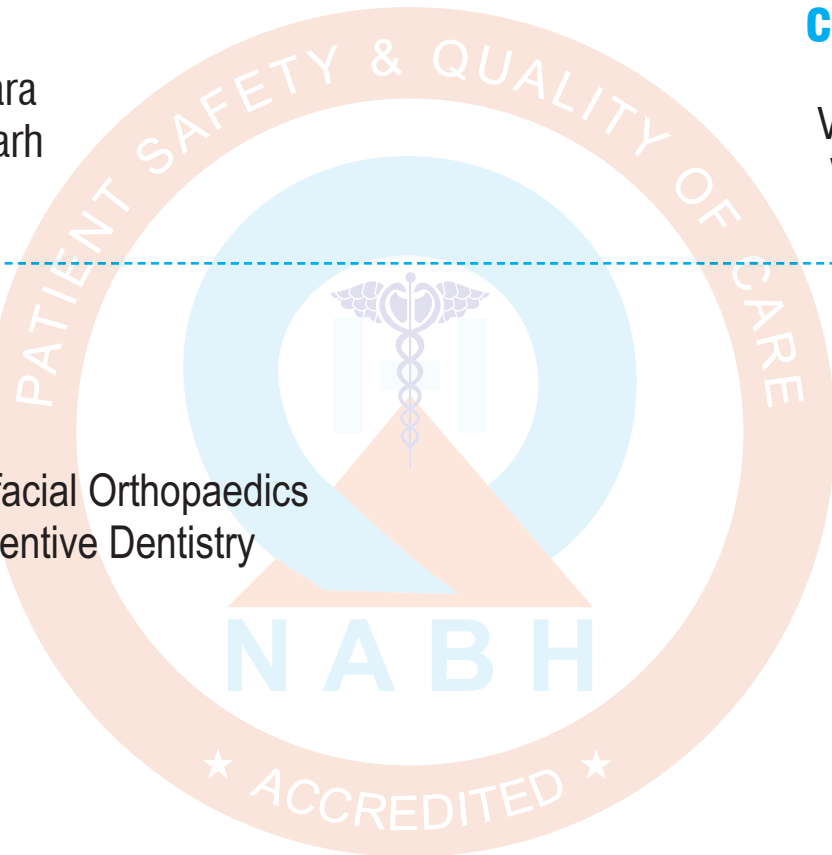 C
ara
arh
V
PATIENT SAFETY & QUALITY OF CARE
H
facial Orthopaedics
entive Dentistry
NABH
★ ACCREDITED ★